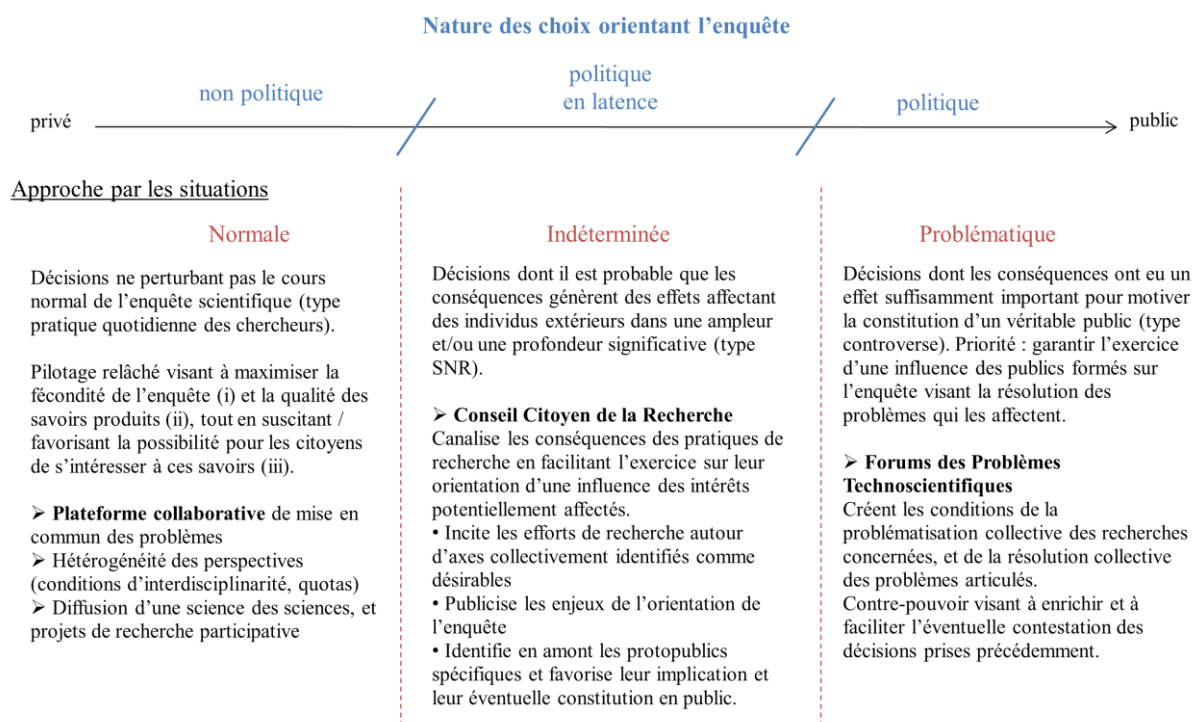 Nature des choix orientant l’enquête
non politique
politique
en latence
politique
privé
public
Approche par les situations
Normale
Décisions ne perturbant pas le cours
normal de l’enquête scientifique (type
pratique quotidienne des chercheurs).
Pilotage relâché visant à maximiser la
fécondité de l’enquête (i) et la qualité des
savoirs produits (ii), tout en suscitant /
favorisant la possibilité pour les citoyens
de s’intéresser à ces savoirs (iii).
➢ Plateforme collaborative de mise en
commun des problèmes
➢ Hétérogénéité des perspectives
(conditions d’interdisciplinarité, quotas)
➢ Diffusion d’une science des sciences, et
projets de recherche participative
Indéterminée
Décisions dont il est probable que les
conséquences génèrent des effets affectant
des individus extérieurs dans une ampleur
et/ou une profondeur significative (type
SNR).
➢ Conseil Citoyen de la Recherche
Canalise les conséquences des pratiques de
recherche en facilitant l’exercice sur leur
orientation d’une influence des intérêts
potentiellement affectés.
• Incite les efforts de recherche autour
d’axes collectivement identifiés comme
désirables
• Publicise les enjeux de l’orientation de
l’enquête
• Identifie en amont les protopublics
spécifiques et favorise leur implication et
leur éventuelle constitution en public.
Problématique
Décisions dont les conséquences ont eu un
effet suffisamment important pour motiver
la constitution d’un véritable public (type
controverse). Priorité : garantir l’exercice
d’une influence des publics formés sur
l’enquête visant la résolution des
problèmes qui les affectent.
➢ Forums des Problèmes
Technoscientifiques
Créent les conditions de la
problématisation collective des recherches
concernées, et de la résolution collective
des problèmes articulés.
Contre-pouvoir visant à enrichir et à
faciliter l’éventuelle contestation des
décisions prises précédemment.